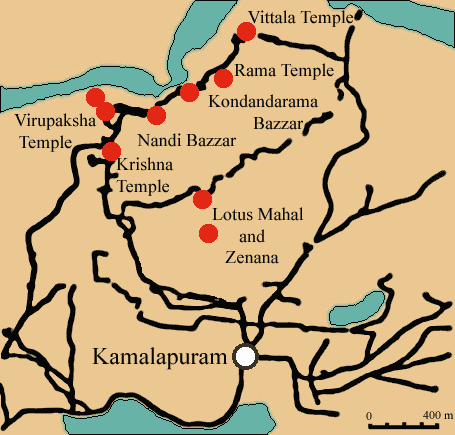 Vittala Temple
Rama Temple
Kondandarama
Bazzar
Virupaksha
Temple
Nandi Bazzar
Krishna
Temple
Lotus Mahal
and
Zenana
Kamalapuram
0 400 m